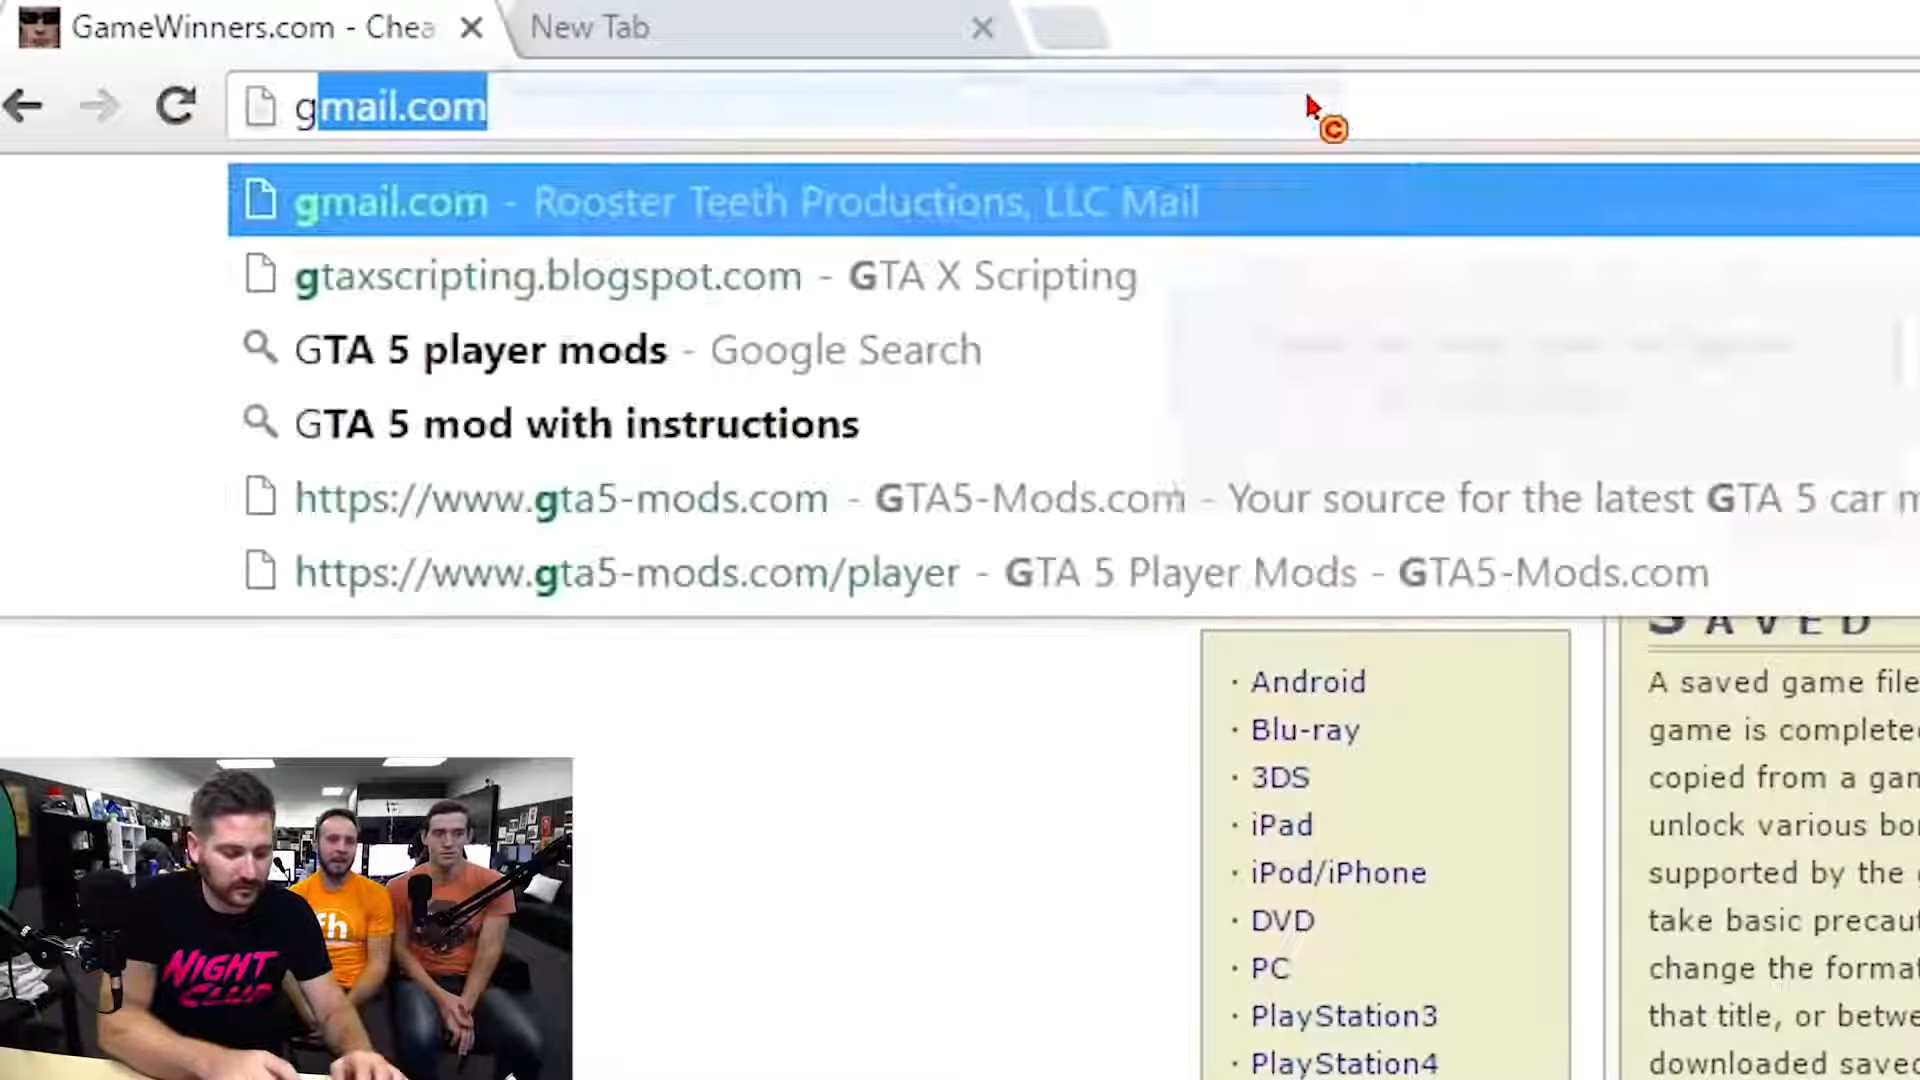 GameWinners.com - Chea
New Tab
gmail.com
gmail.com - Rooster Teeth Productions, LLC Mail
gtaxscripting.blogspot.com - GTA X Scripting
GTA 5 player mods - Google Search
GTA 5 mod with instructions
https://www.gta5-mods.com - GTA5-Mods.com - Your source for the latest GTA 5 car m
https://www.gta5-mods.com/player - GTA 5 Player Mods - GTA5-Mods.com
SAVED
· Android
· Blu-ray
· 3DS
· iPad
· iPod/iPhone
· DVD
· PC
· PlayStation3
· PlayStation4
A saved game file
game is complete
copied from a gam
unlock various bo
supported by the
take basic precau
change the forma
that title, or betwe
downloaded saved
NIGHT
CLUB
fh
C